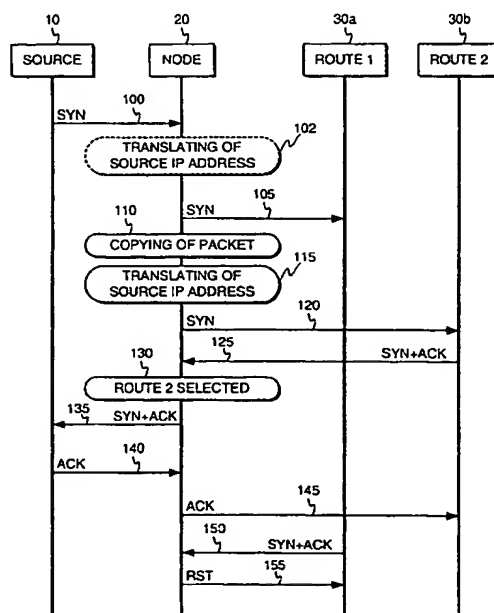 10
20
30a
30b
SOURCE
NODE
ROUTE 1
ROUTE 2
SYN
100
102
TRANSLATING OF
SOURCE IP ADDRESS
SYN
105
110
COPYING OF PACKET
115
TRANSLATING OF
SOURCE IP ADDRESS
SYN
120
125
SYN+ACK
130
ROUTE 2 SELECTED
135
SYN+ACK
ACK
140
ACK
145
150
SYN+ACK
RST
155